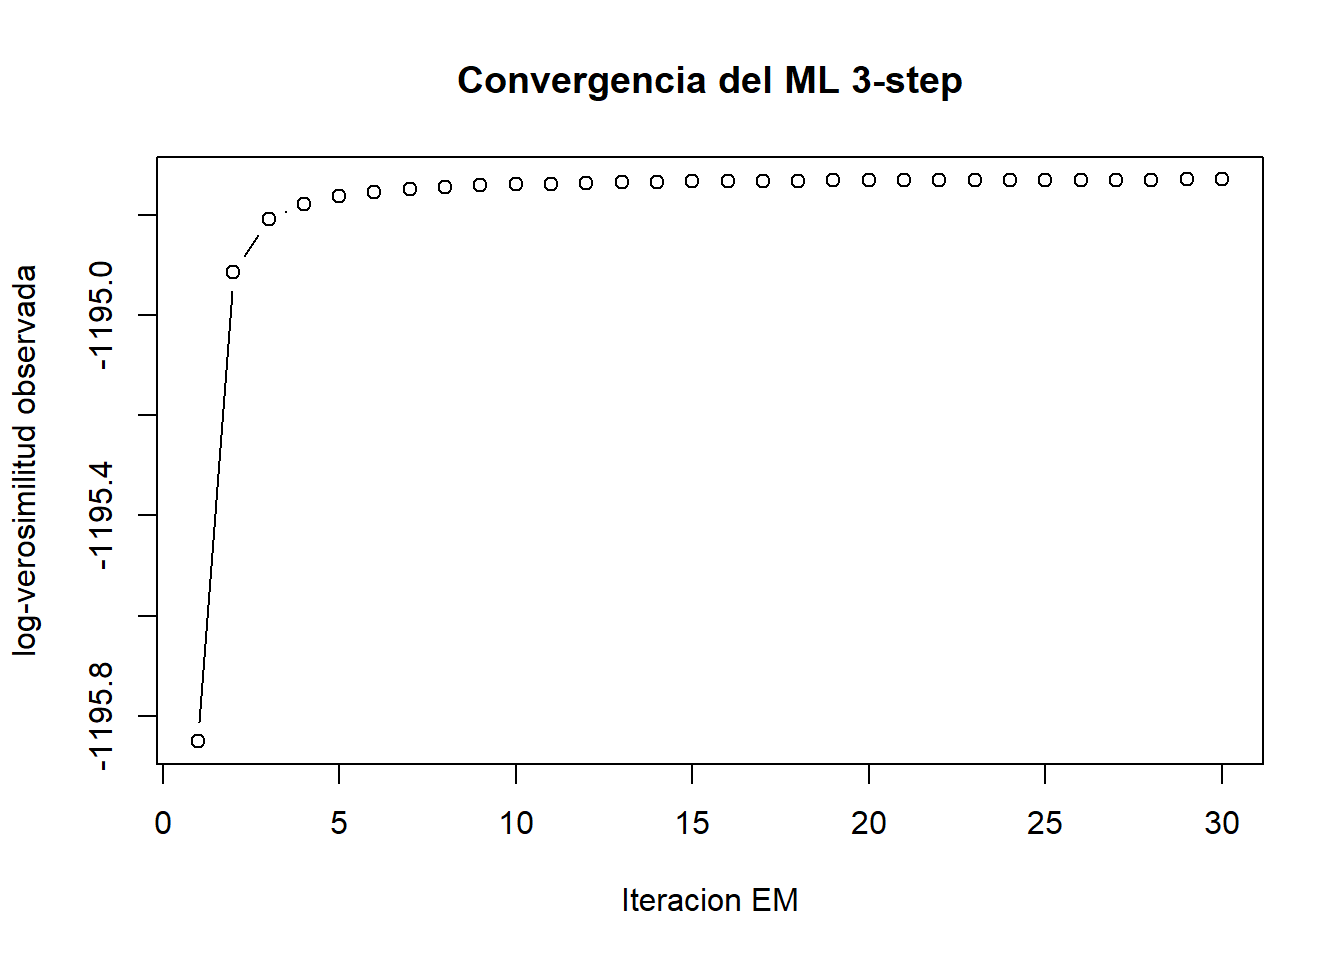 Convergencia del ML 3-step
log-verosimilitud observada
-1195.0
-1195.4
-1195.8
0 5 10 15 20 25 30
Iteracion EM